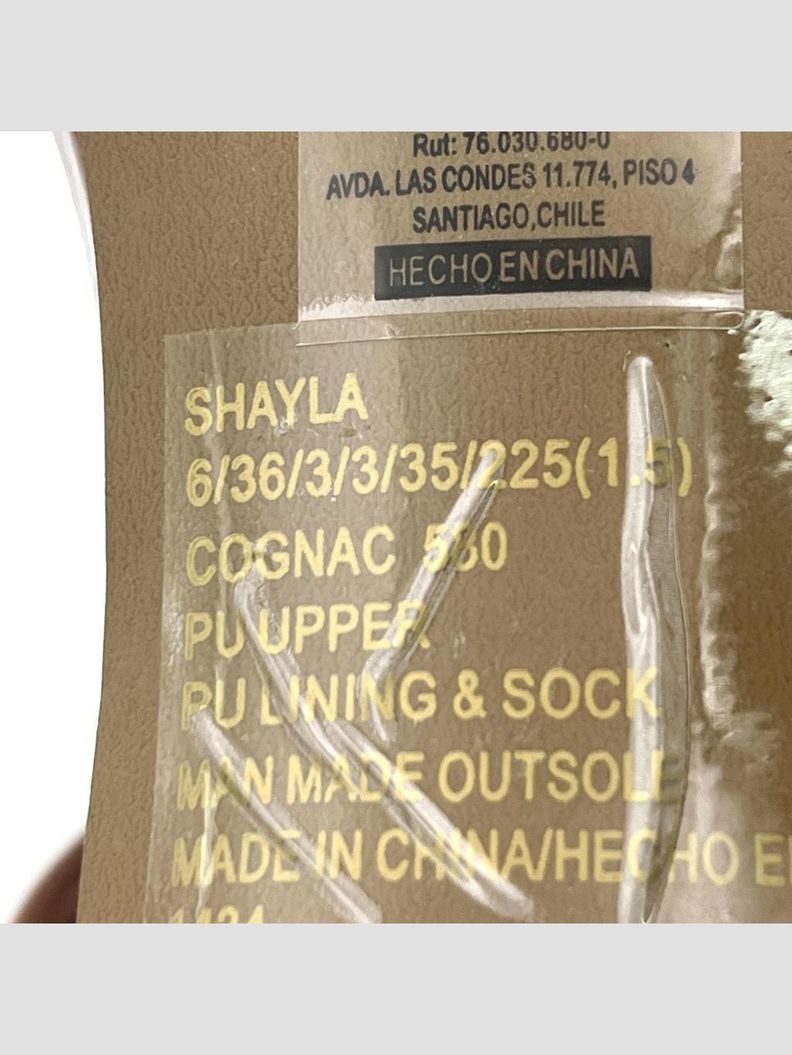 Rut: 76.030.680-0
AVDA. LAS CONDES 11.774, PISO 4
SANTIAGO, CHILE
HECHO EN CHINA
SHAYLA
6/36/3/3/35/225(1.5)
COGNAC 580
PU UPPER
PU LINING & SOCK
MAN MADE OUTSOLE
MADE IN CHINA/HECHO